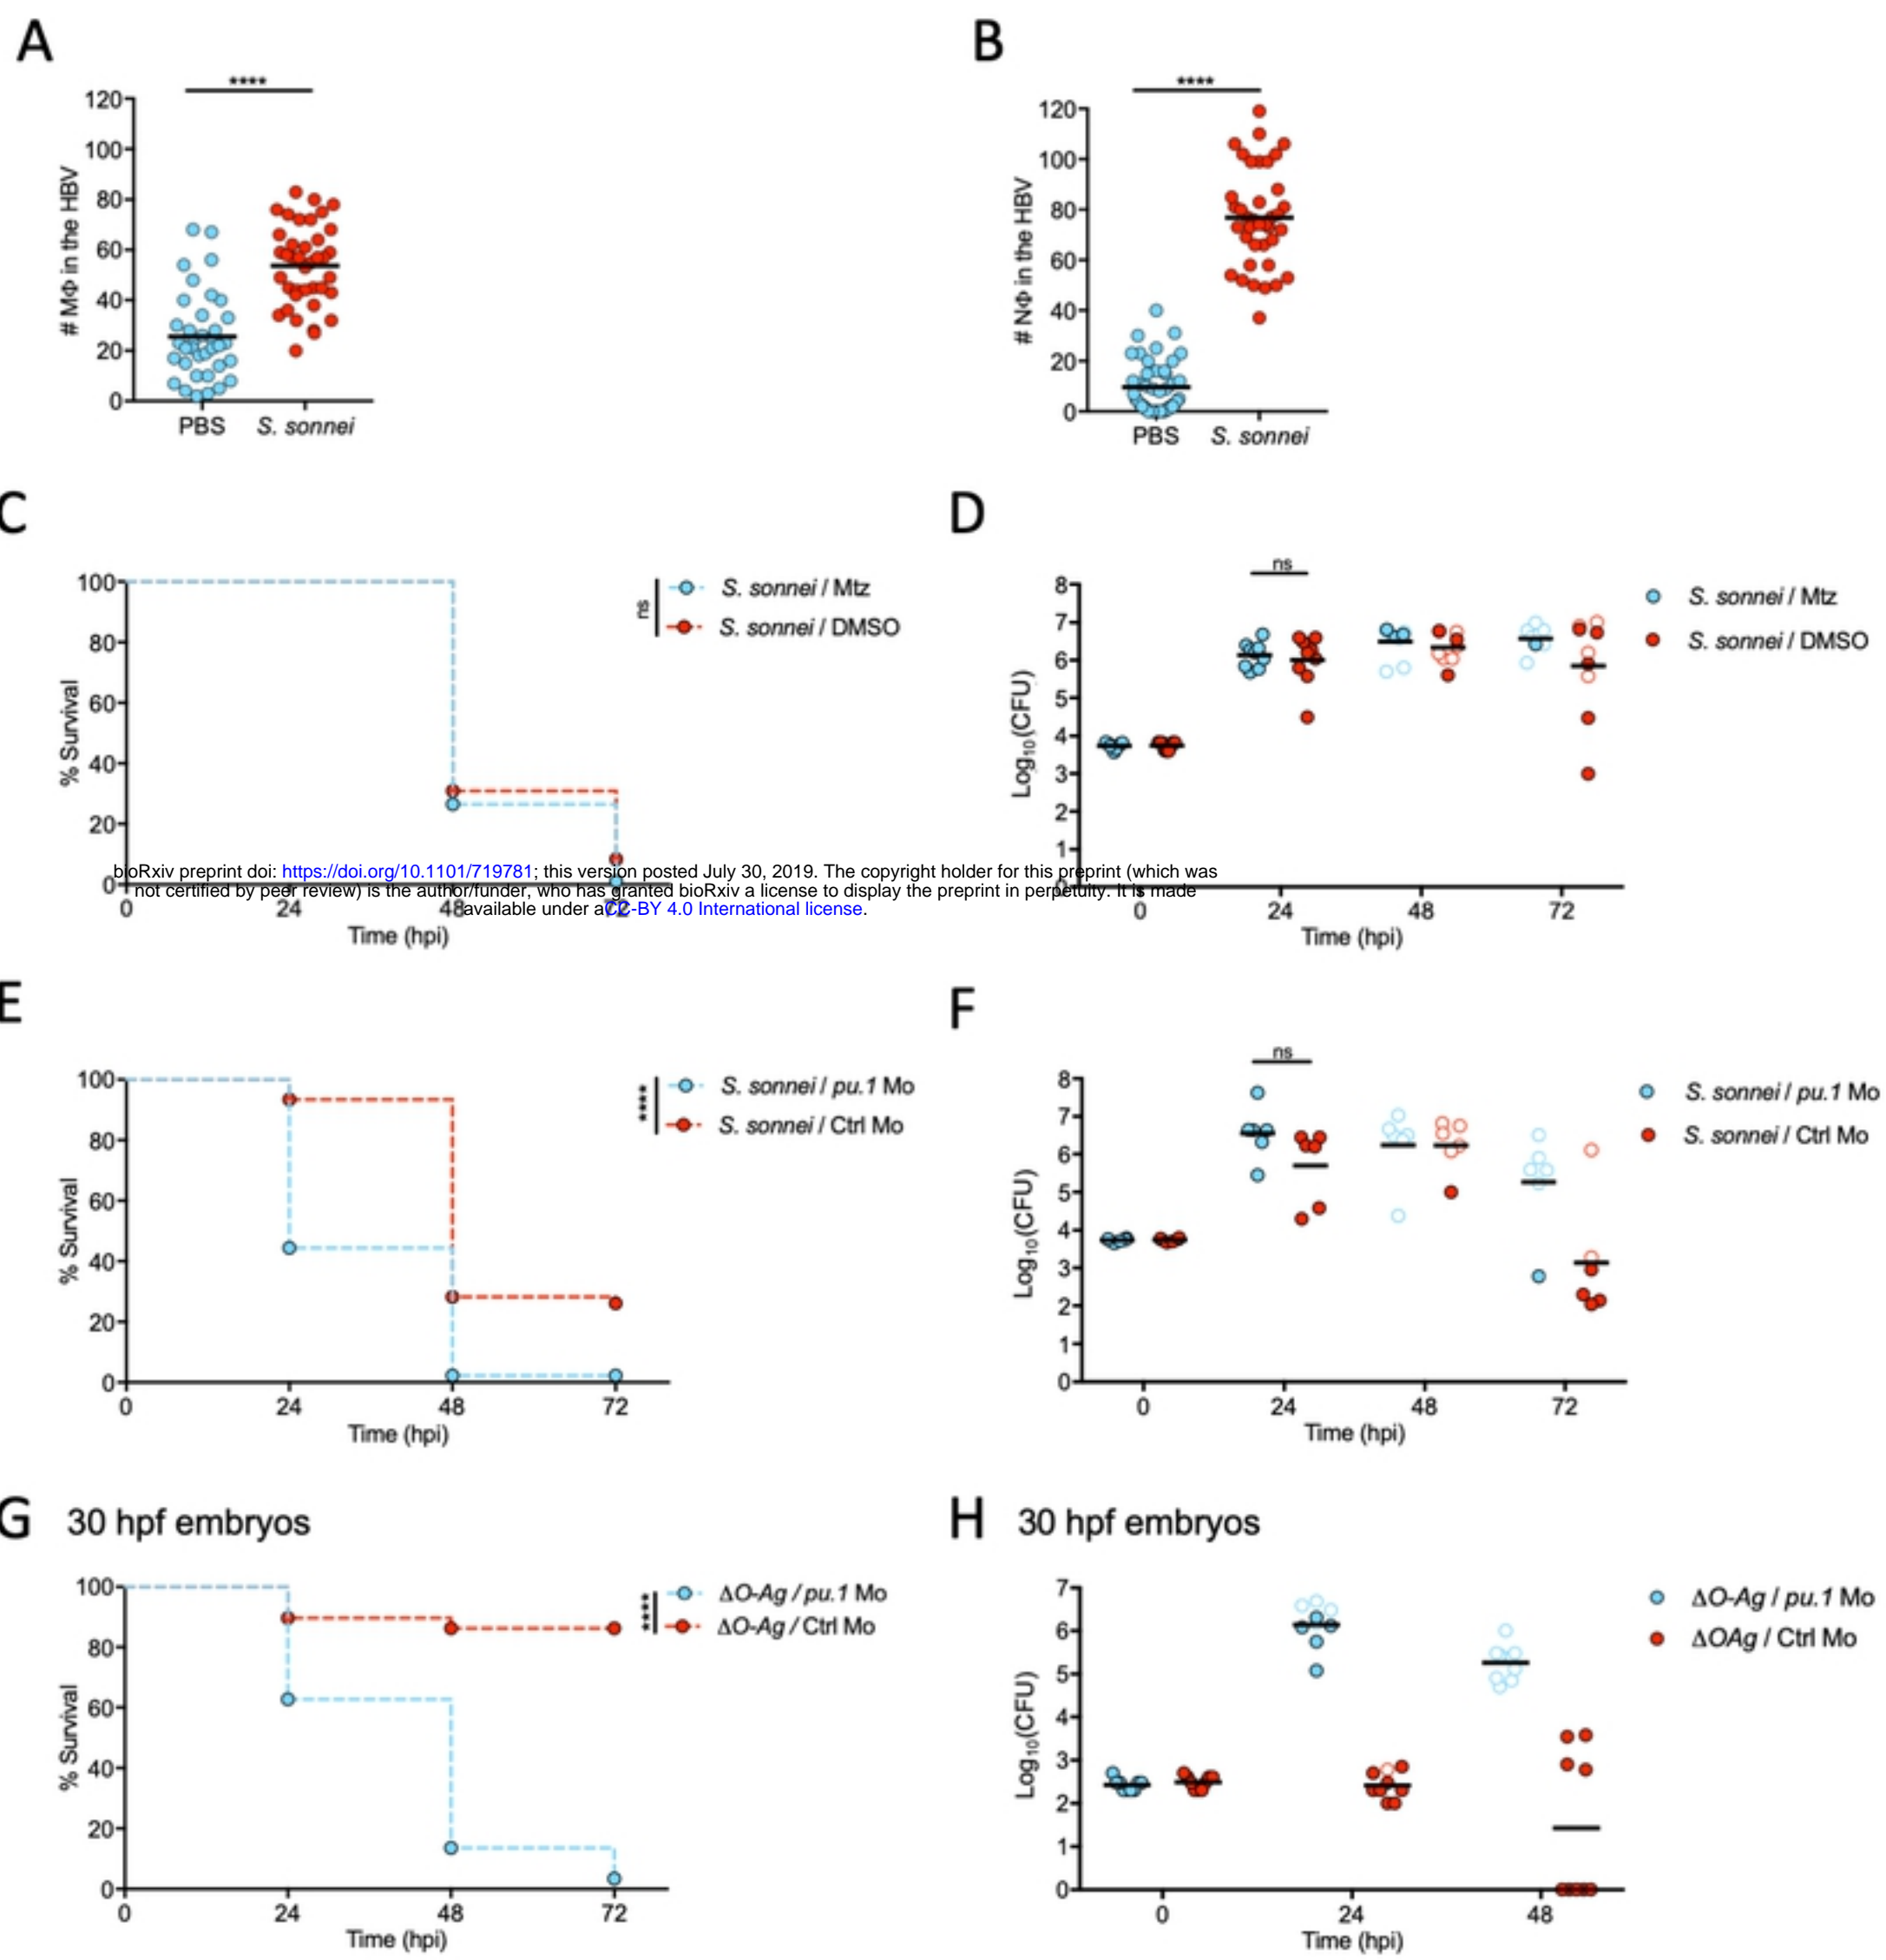 A
****
# MΦ in the HBV
120
100
80
60
40
20
0
PBS
S. sonnei
B
****
# NΦ in the HBV
120
100
80
60
40
20
0
PBS
S. sonnei
C
% Survival
100
80
60
40
20
0
0
24
48
Time (hpi)
ns
S. sonnei / Mtz
S. sonnei / DMSO
D
ns
Log10(CFU)
8
7
6
5
4
3
2
1
0
24
48
72
Time (hpi)
S. sonnei / Mtz
S. sonnei / DMSO
bioRxiv preprint doi: https://doi.org/10.1101/719781; this version posted July 30, 2019. The copyright holder for this preprint (which was
not certified by peer review) is the author/funder, who has granted bioRxiv a license to display the preprint in perpetuity. It is made
available under aCC-BY 4.0 International license.
E
% Survival
100
80
60
40
20
0
0
24
48
72
Time (hpi)
****
S. sonnei / pu.1 Mo
S. sonnei / Ctrl Mo
F
ns
Log10(CFU)
8
7
6
5
4
3
2
1
0
0
24
48
72
Time (hpi)
S. sonnei / pu.1 Mo
S. sonnei / Ctrl Mo
G 30 hpf embryos
% Survival
100
80
60
40
20
0
0
24
48
72
Time (hpi)
****
ΔO-Ag / pu.1 Mo
ΔO-Ag / Ctrl Mo
H 30 hpf embryos
Log10(CFU)
7
6
5
4
3
2
1
0
0
24
48
Time (hpi)
ΔO-Ag / pu.1 Mo
ΔOAg / Ctrl Mo